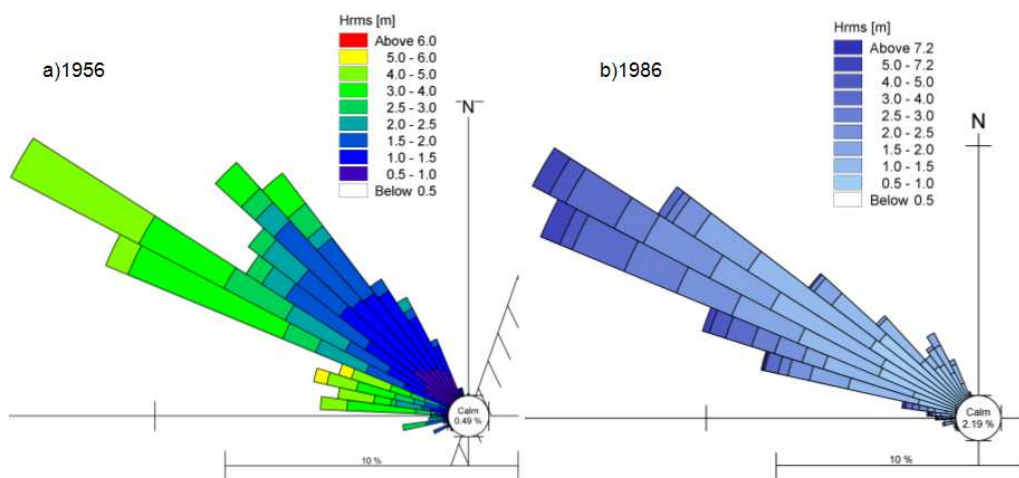 a)1956
Hrms [m]
Above 6.0
5.0 - 6.0
4.0 - 5.0
3.0 - 4.0
2.5 - 3.0
2.0 - 2.5
1.5 - 2.0
1.0 - 1.5
0.5 - 1.0
Below 0.5
N
Calm
0.49 %
10 %
b)1986
Hrms [m]
Above 7.2
5.0 - 7.2
4.0 - 5.0
3.0 - 4.0
2.5 - 3.0
2.0 - 2.5
1.5 - 2.0
1.0 - 1.5
0.5 - 1.0
Below 0.5
N
Calm
2.19 %
10 %